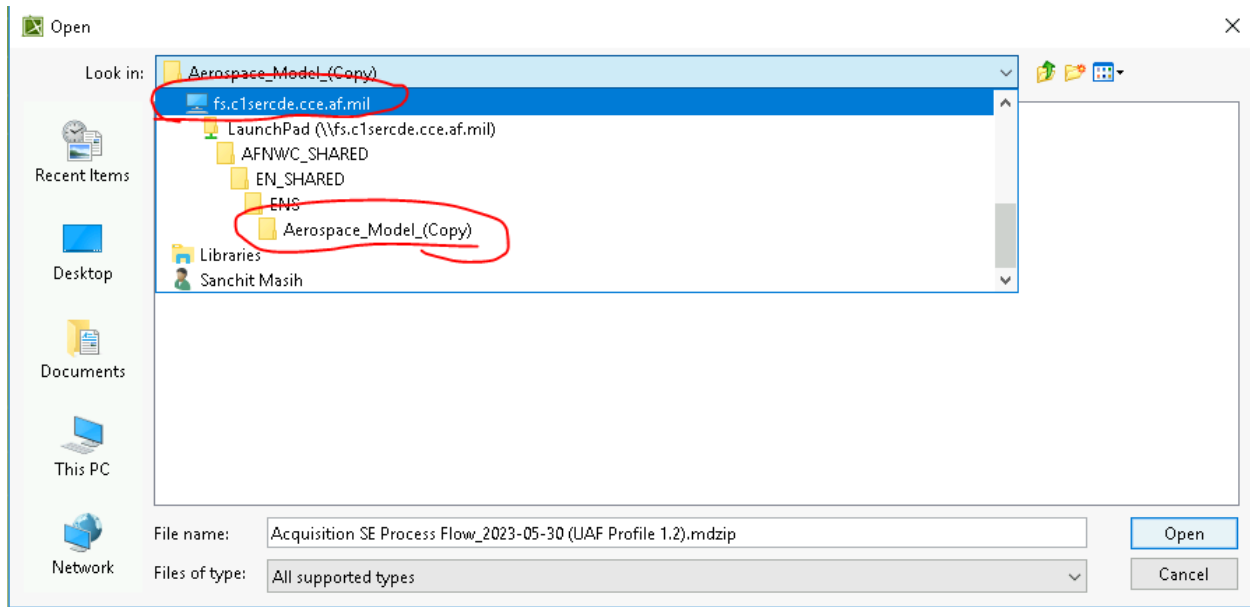 Open
Look in:
Aerospace_Model_(Copy)
fs.c1sercde.cce.af.mil
LaunchPad (\\fs.c1sercde.cce.af.mil)
AFNWC_SHARED
EN_SHARED
ENS
Aerospace_Model_(Copy)
Libraries
Sanchit Masih
Recent Items
Desktop
Documents
This PC
Network
File name:
Acquisition SE Process Flow_2023-05-30 (UAF Profile 1.2).mdzip
Open
Files of type:
All supported types
Cancel